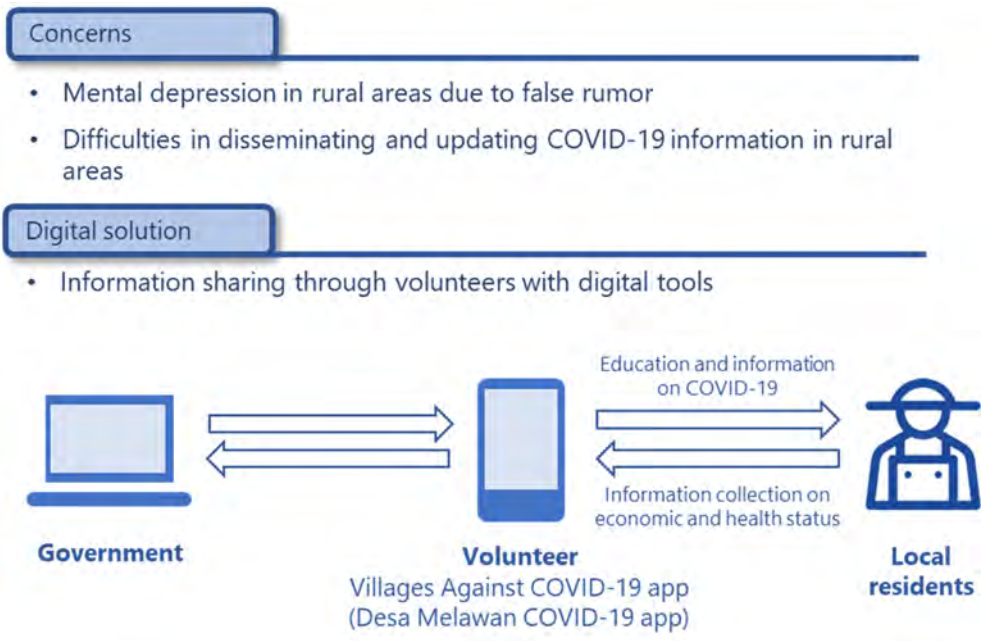 Concerns
• Mental depression in rural areas due to false rumor
• Difficulties in disseminating and updating COVID-19 information in rural
areas
Digital solution
• Information sharing through volunteers with digital tools
Education and information
on COVID-19
Information collection on
economic and health status
Government
Volunteer
Villages Against COVID-19 app
(Desa Melawan COVID-19 app)
Local
residents